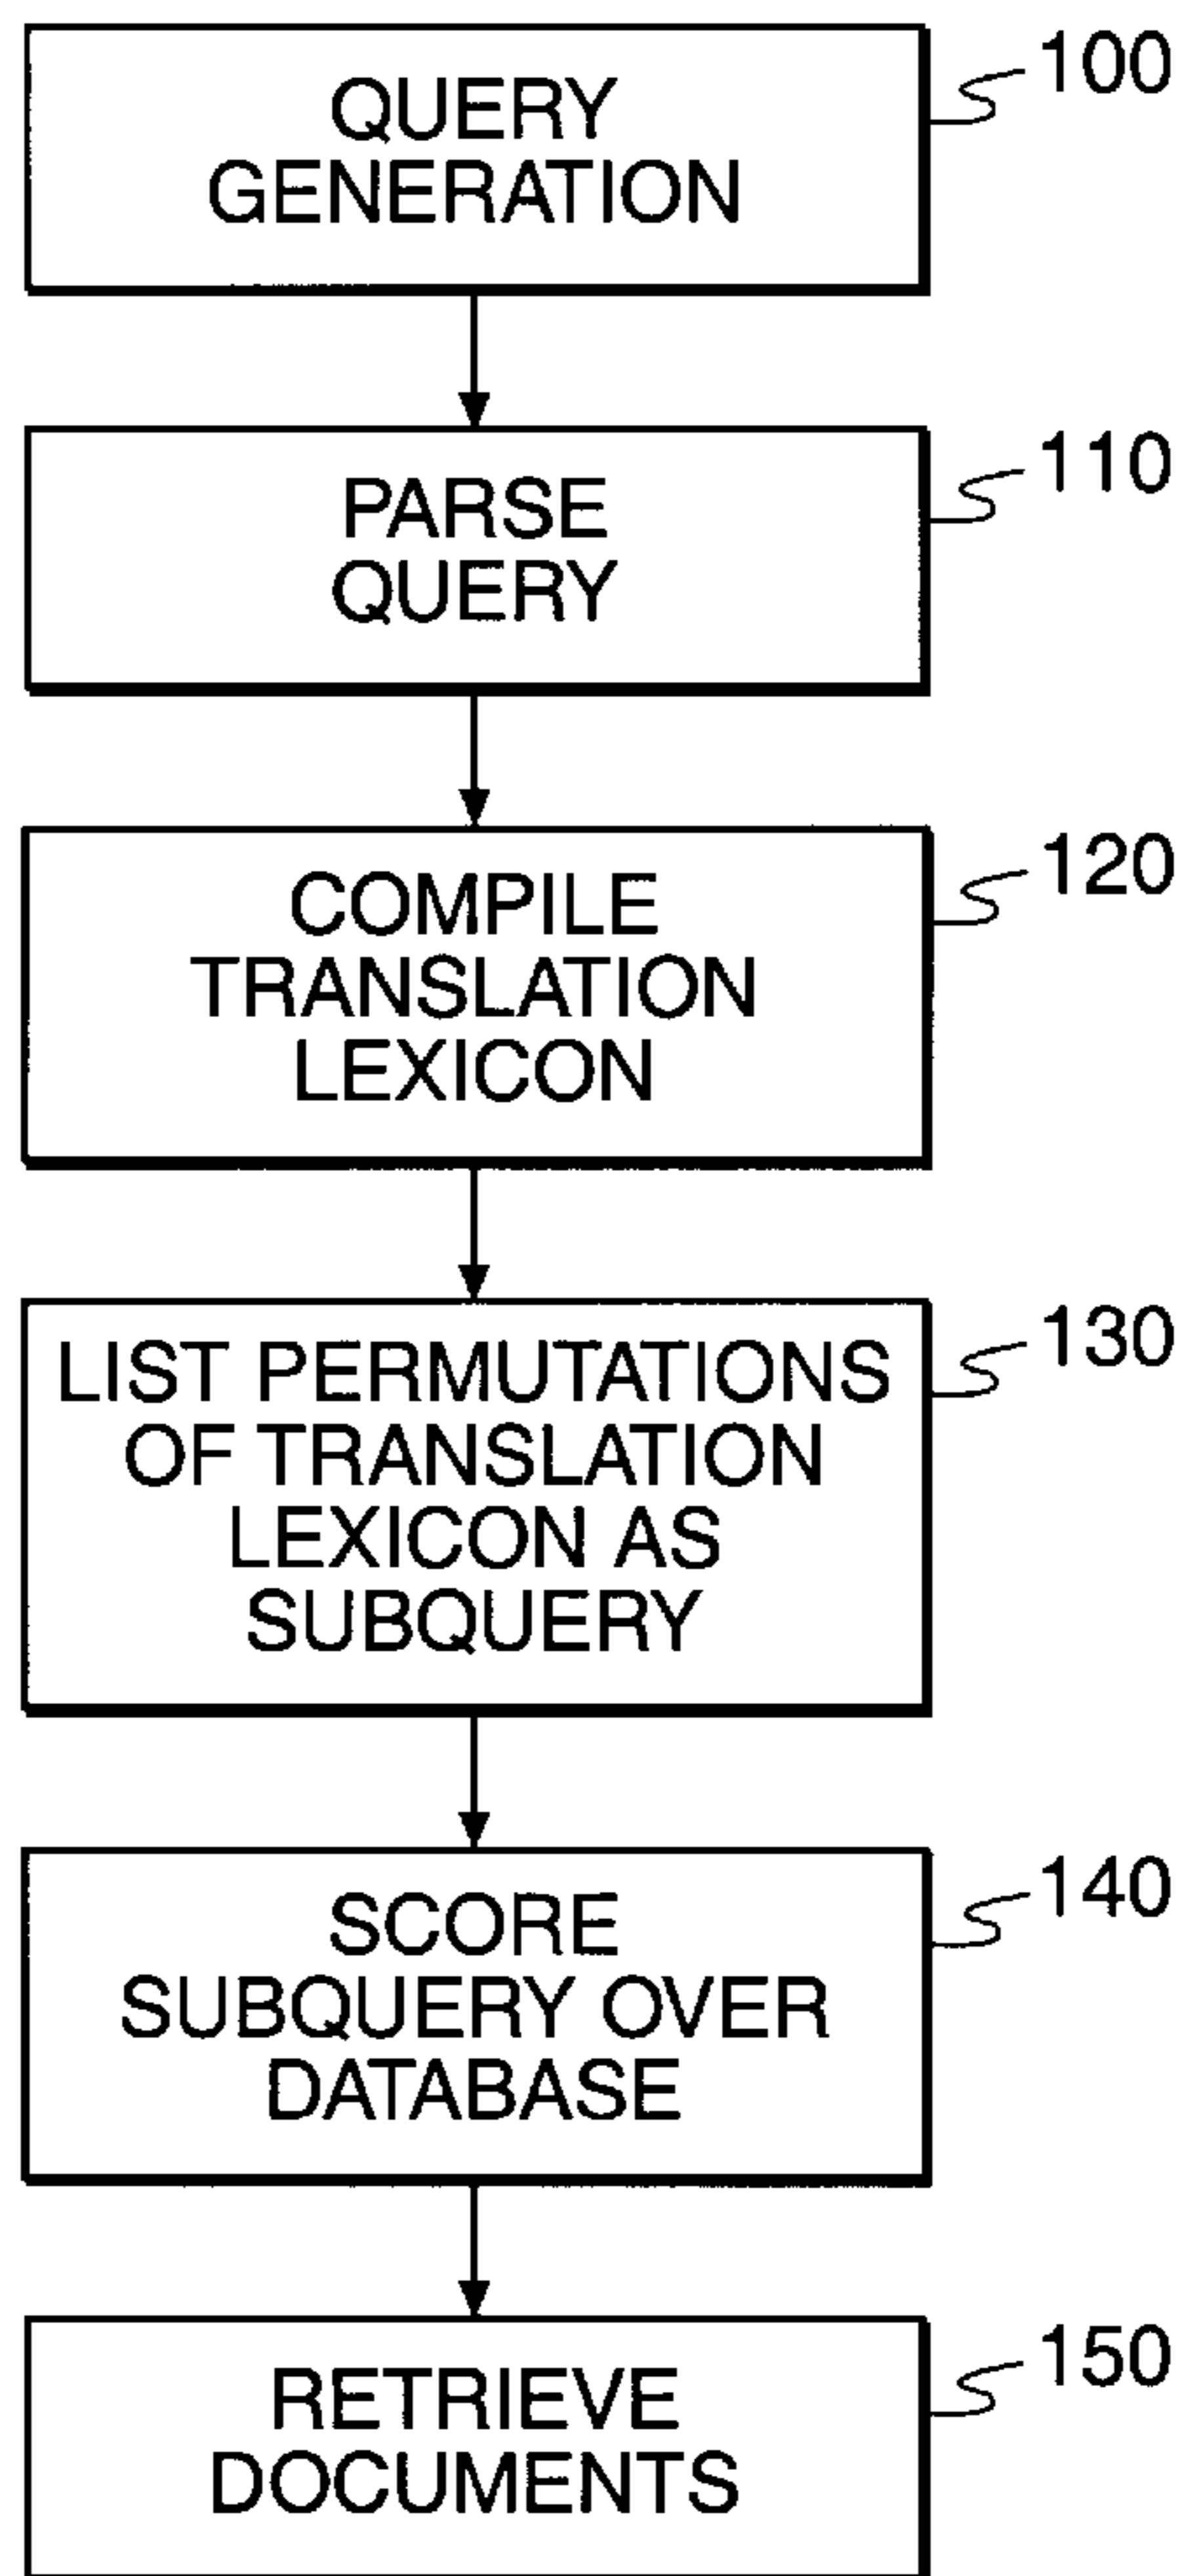 QUERY
GENERATION
100
PARSE
QUERY
110
COMPILE
TRANSLATION
LEXICON
120
LIST PERMUTATIONS
OF TRANSLATION
LEXICON AS
SUBQUERY
130
SCORE
SUBQUERY OVER
DATABASE
140
RETRIEVE
DOCUMENTS
150